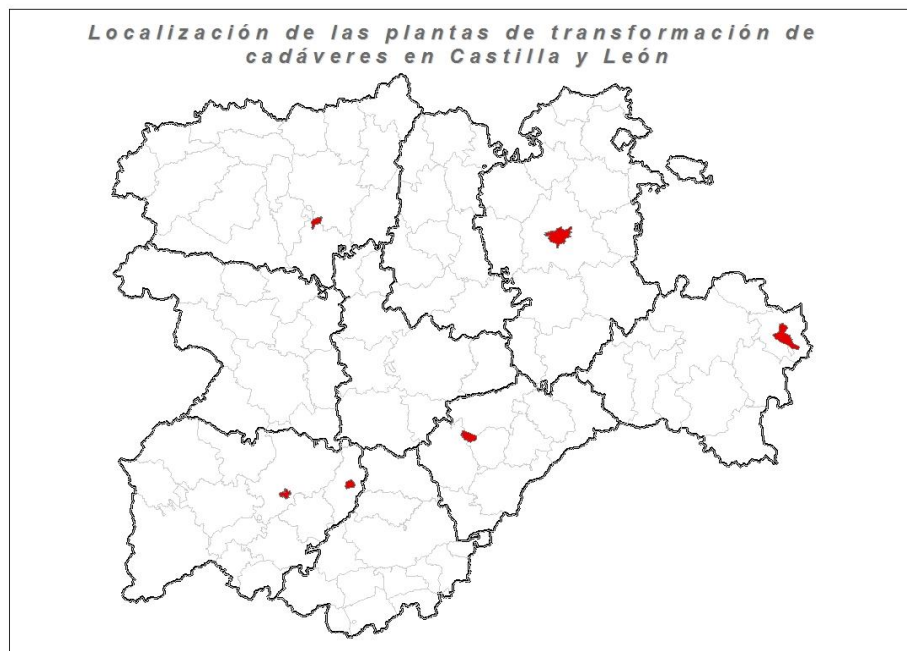 Localización de las plantas de transformación de
cadáveres en Castilla y León